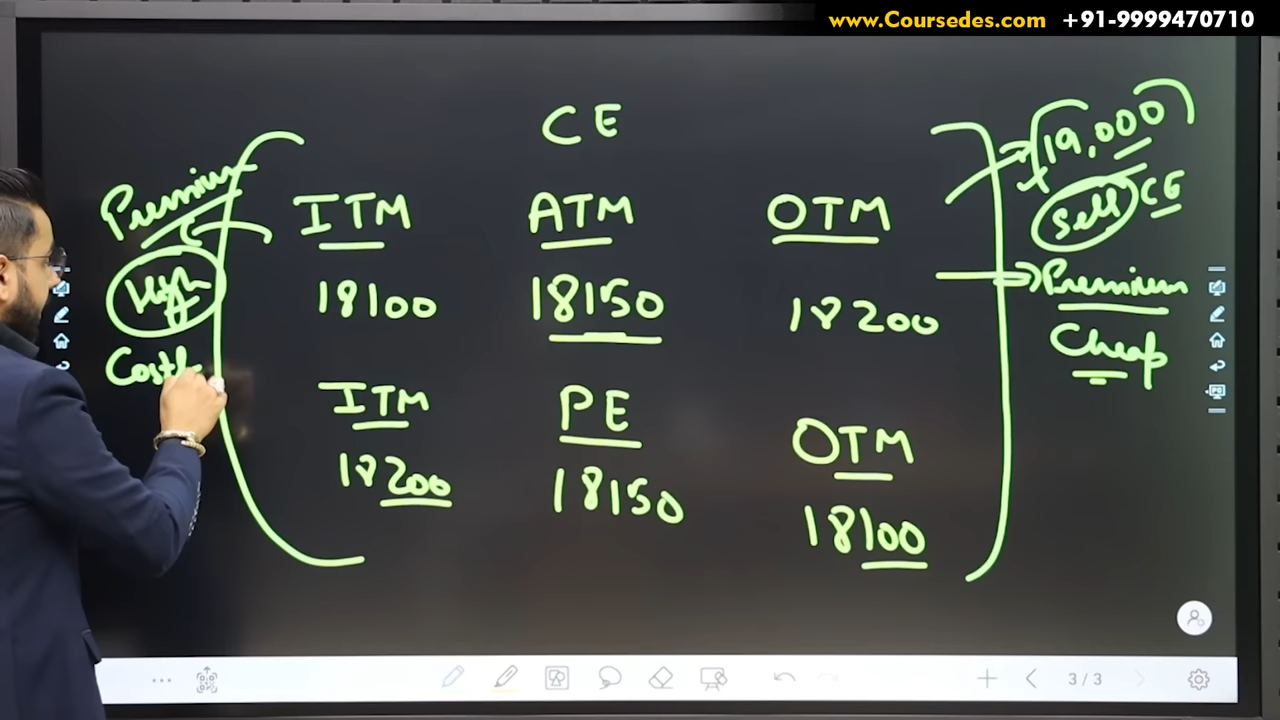 www.Coursedes.com +91-9999470710
CE
Premium
High
ITM ATM OTM
18100 18150 18200
ITM PE OTM
18200 18150 18100
19,000
Sell CE
Premium
Cheap
3/3